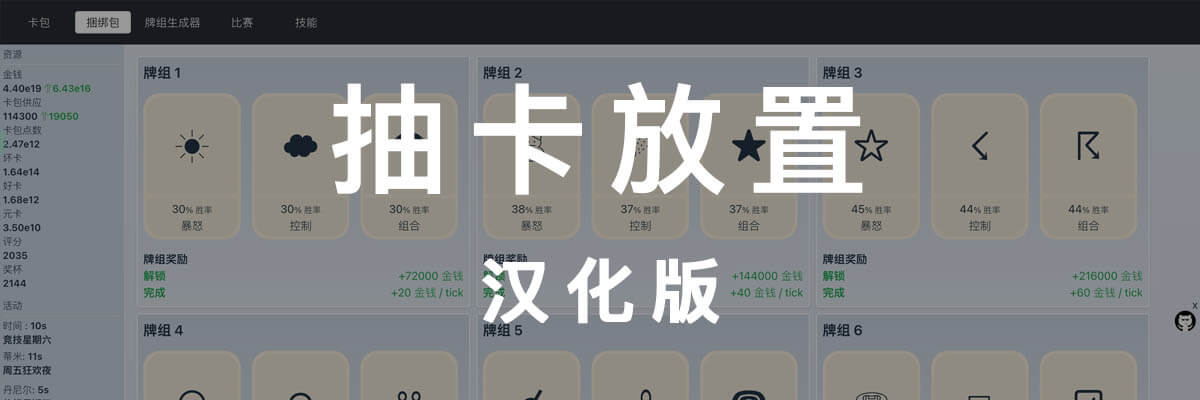 卡包 捆绑包 牌组生成器 比赛 技能
资源
金钱
4.40e19 ⇧6.43e16
卡包供应
114300 ⇧19050
卡包点数
2.47e12
坏卡
1.64e14
好卡
1.68e12
元卡
3.50e10
评分
2035
奖杯
2144
活动
时间 : 10s
竞技星期六
蒂米: 11s
周五狂欢夜
丹尼尔: 5s
抽卡放置
汉化版
牌组 1
30% 胜率 30% 胜率 30% 胜率
暴怒 控制 组合
牌组奖励
解锁 +72000 金钱
完成 +20 金钱 / tick
牌组 2
38% 胜率 37% 胜率 37% 胜率
暴怒 控制 组合
牌组奖励
解锁 +144000 金钱
完成 +40 金钱 / tick
牌组 3
45% 胜率 44% 胜率 44% 胜率
暴怒 控制 组合
牌组奖励
解锁 +216000 金钱
完成 +60 金钱 / tick
x
牌组 4
牌组 5
牌组 6